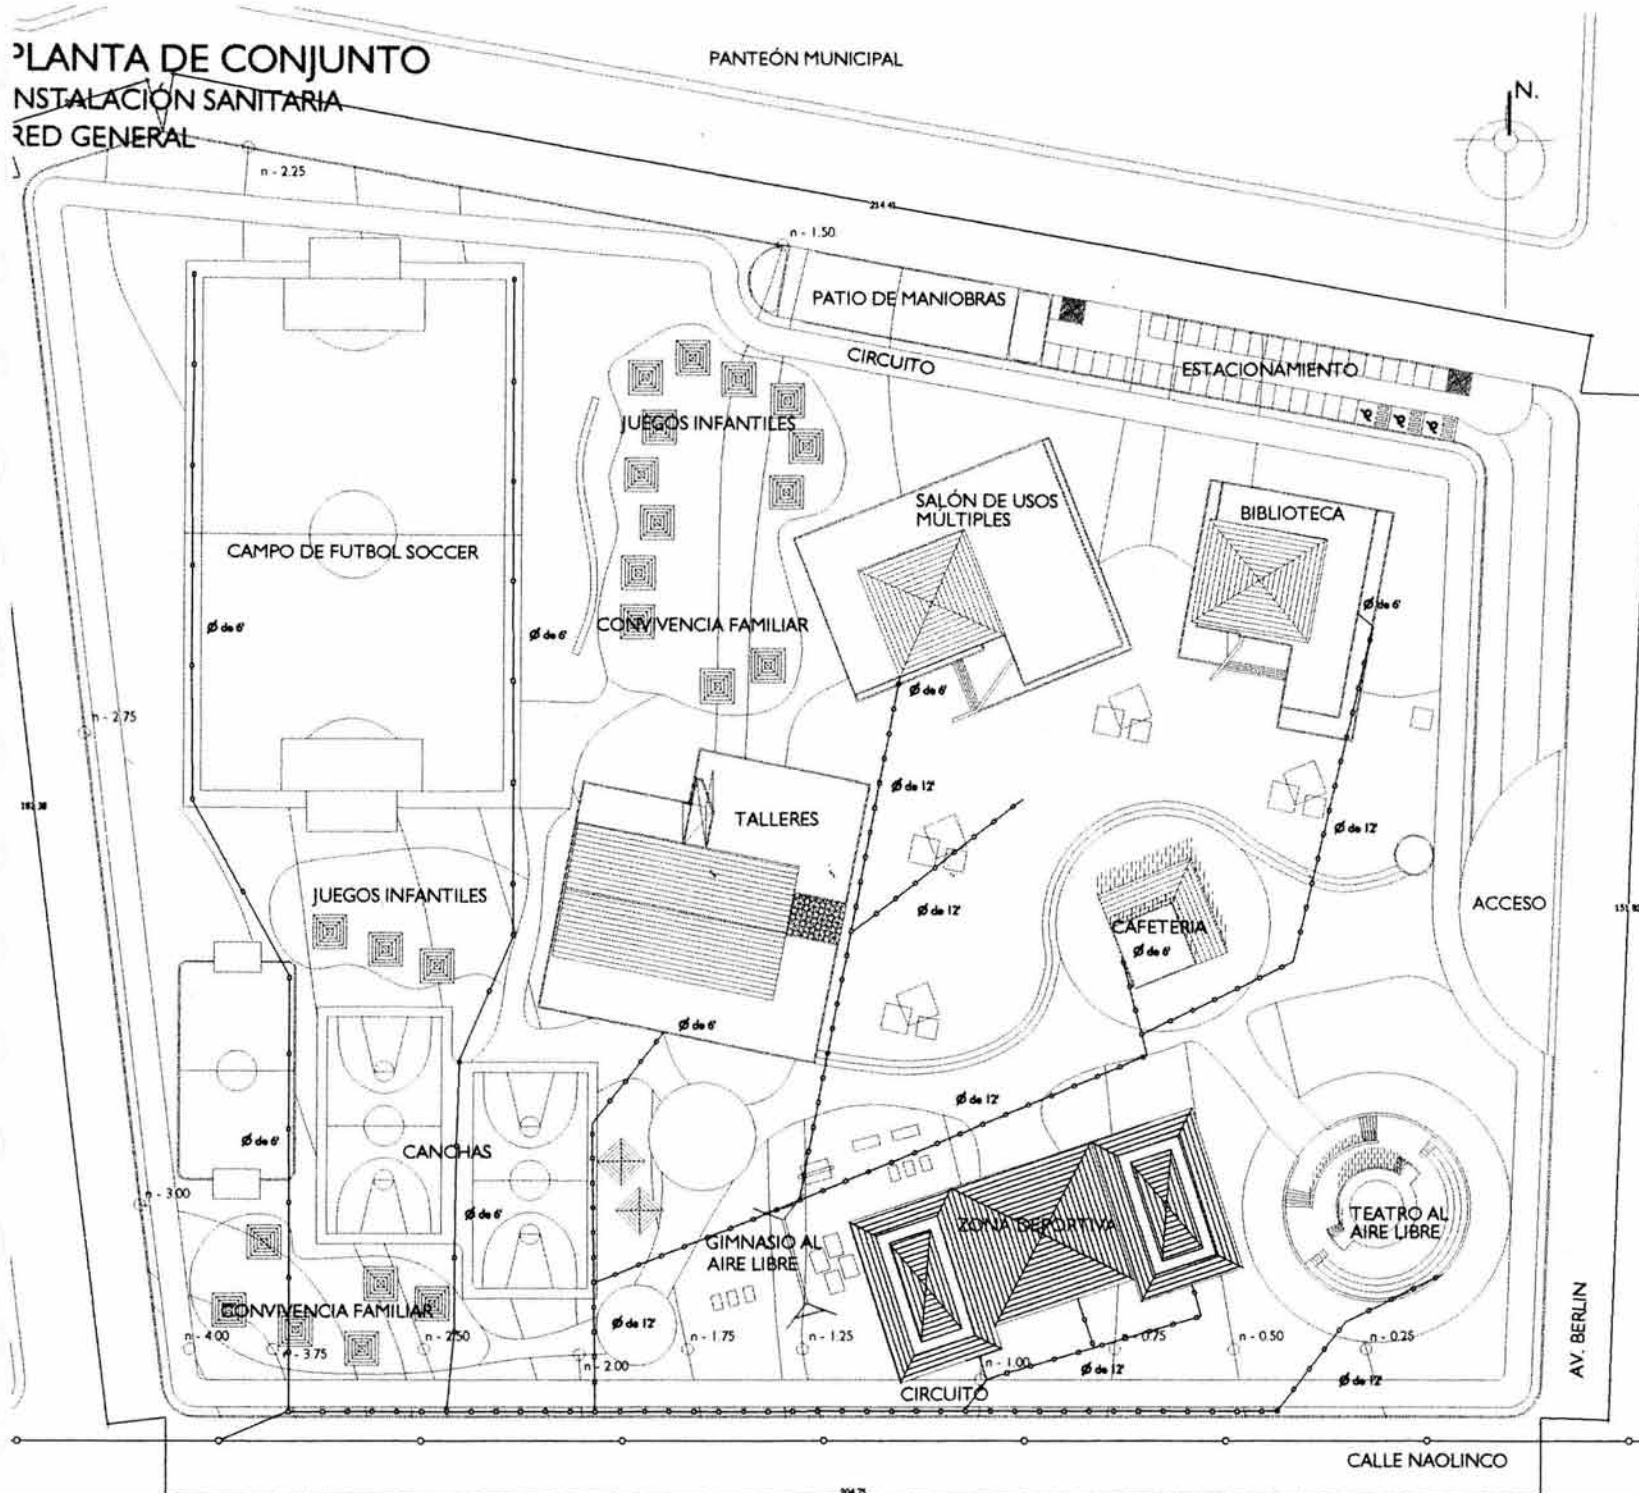 PLANTA DE CONJUNTO
INSTALACIÓN SANITARIA
RED GENERAL
PANTEÓN MUNICIPAL
N.
n - 2.25
214.41
n - 1.50
PATIO DE MANIOBRAS
CIRCUITO
ESTACIONAMIENTO
JUEGOS INFANTILES
SALÓN DE USOS
MÚLTIPLES
BIBLIOTECA
CAMPO DE FUTBOL SOCCER
Ø de 6'
Ø de 6'
CONVIVENCIA FAMILIAR
Ø de 6'
Ø de 6'
n - 2.75
Ø de 12'
TALLERES
Ø de 12'
JUEGOS INFANTILES
Ø de 12'
CAFETERIA
Ø de 6'
ACCESO
Ø de 6'
Ø de 12'
Ø de 6'
CANCHAS
n - 3.00
Ø de 6'
GIMNASIO AL
AIRE LIBRE
ZONA DEPORTIVA
TEATRO AL
AIRE LIBRE
CONVIVENCIA FAMILIAR
n - 4.00
n - 3.75
n - 2.50
n - 2.00
Ø de 12'
n - 1.75
n - 1.25
n - 1.00
Ø de 12'
n - 0.75
n - 0.50
n - 0.25
Ø de 12'
CIRCUITO
AV. BERLIN
CALLE NAOLINCO
204.75